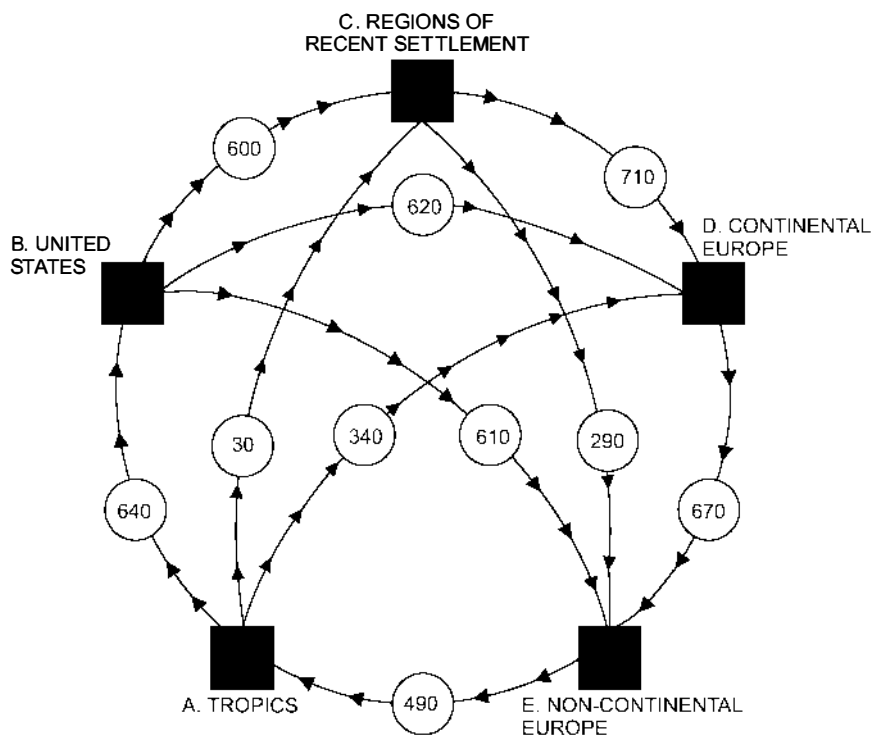 C. REGIONS OF
RECENT SETTLEMENT
600
710
620
B. UNITED
STATES
D. CONTINENTAL
EUROPE
30
340
610
290
640
670
A. TROPICS
490
E. NON-CONTINENTAL
EUROPE